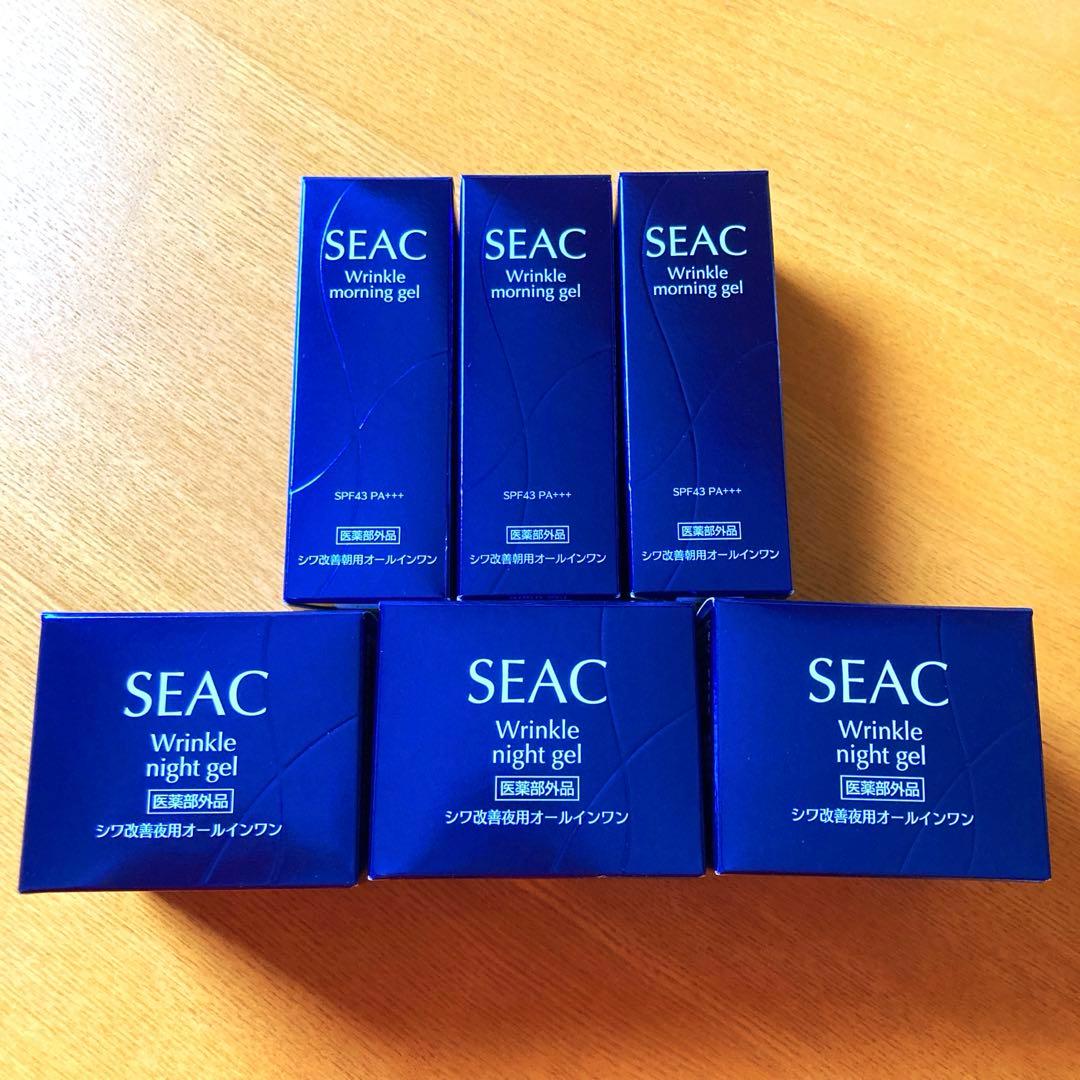 SEAC
Wrinkle
morning gel
SPF43 PA+++
医薬部外品
シワ改善朝用オールインワン
SEAC
Wrinkle
morning gel
SPF43 PA+++
医薬部外品
シワ改善朝用オールインワン
SEAC
Wrinkle
morning gel
SPF43 PA+++
医薬部外品
シワ改善朝用オールインワン
SEAC
Wrinkle
night gel
医薬部外品
シワ改善夜用オールインワン
SEAC
Wrinkle
night gel
医薬部外品
シワ改善夜用オールインワン
SEAC
Wrinkle
night gel
医薬部外品
シワ改善夜用オールインワン